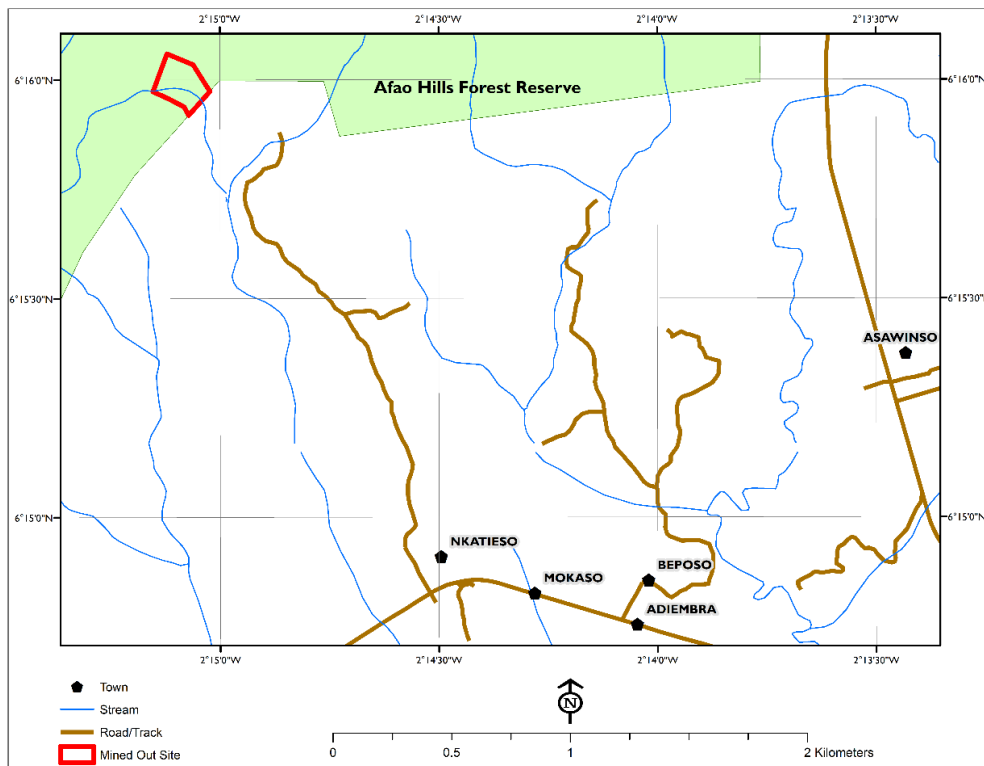 2°15'0"W
2°14'30"W
2°14'0"W
2°13'30"W
6°16'0"N
6°16'0"N
Afao Hills Forest Reserve
6°15'30"N
6°15'30"N
ASAWINSO
6°15'0"N
6°15'0"N
NKATIESO
BEPOSO
MOKASO
ADIEMBRA
2°15'0"W
2°14'30"W
2°14'0"W
2°13'30"W
Town
Stream
Road/Track
Mined Out Site
N
0 0.5 1 2 Kilometers